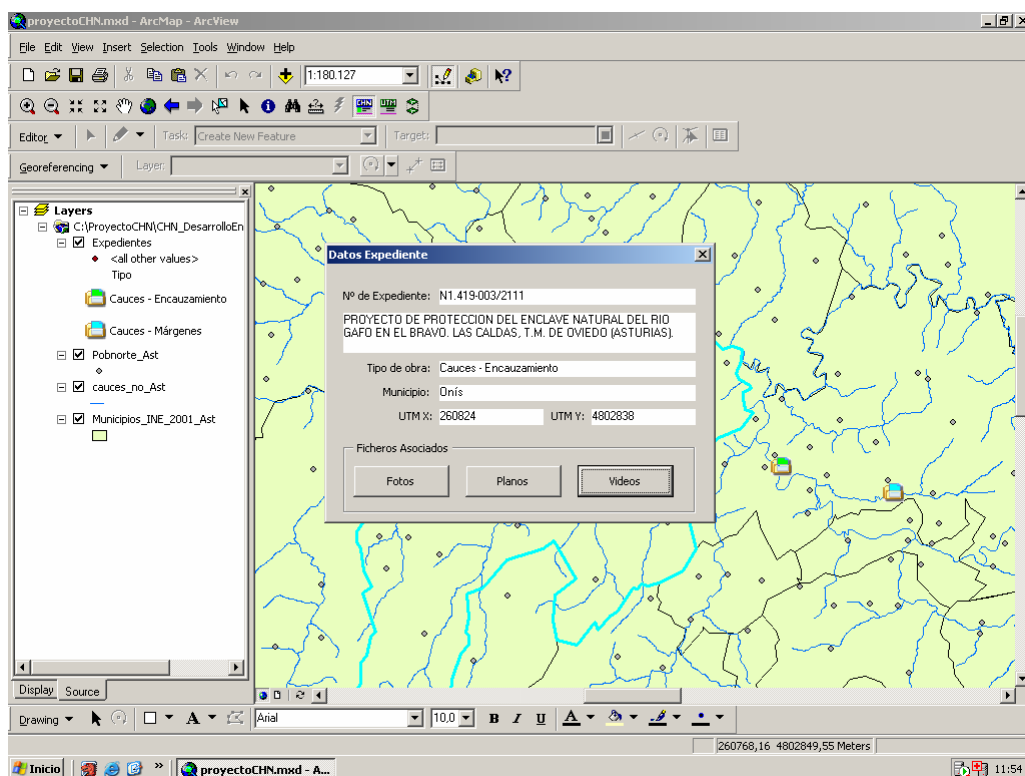 proyectoCHN.mxd - ArcMap - ArcView
File Edit View Insert Selection Tools Window Help
1:180.127
CHN UTM
Editor Task: Create New Feature Target:
Georeferencing Layer:
Layers
C:\ProyectoCHN\CHN_DesarrolloEn
Expedientes
<all other values>
Tipo
Cauces - Encauzamiento
Cauces - Márgenes
Pobnorte_Ast
cauces_no_Ast
Municipios_INE_2001_Ast
Display Source
Datos Expediente
Nº de Expediente: N1.419-003/2111
PROYECTO DE PROTECCION DEL ENCLAVE NATURAL DEL RIO
GAFO EN EL BRAVO. LAS CALDAS, T.M. DE OVIEDO (ASTURIAS).
Tipo de obra: Cauces - Encauzamiento
Municipio: Onís
UTM X: 260824 UTM Y: 4802838
Ficheros Asociados
Fotos Planos Videos
Drawing A Arial 10,0 B I U A
260768,16 4802849,55 Meters
Inicio » proyectoCHN.mxd - A... 11:54